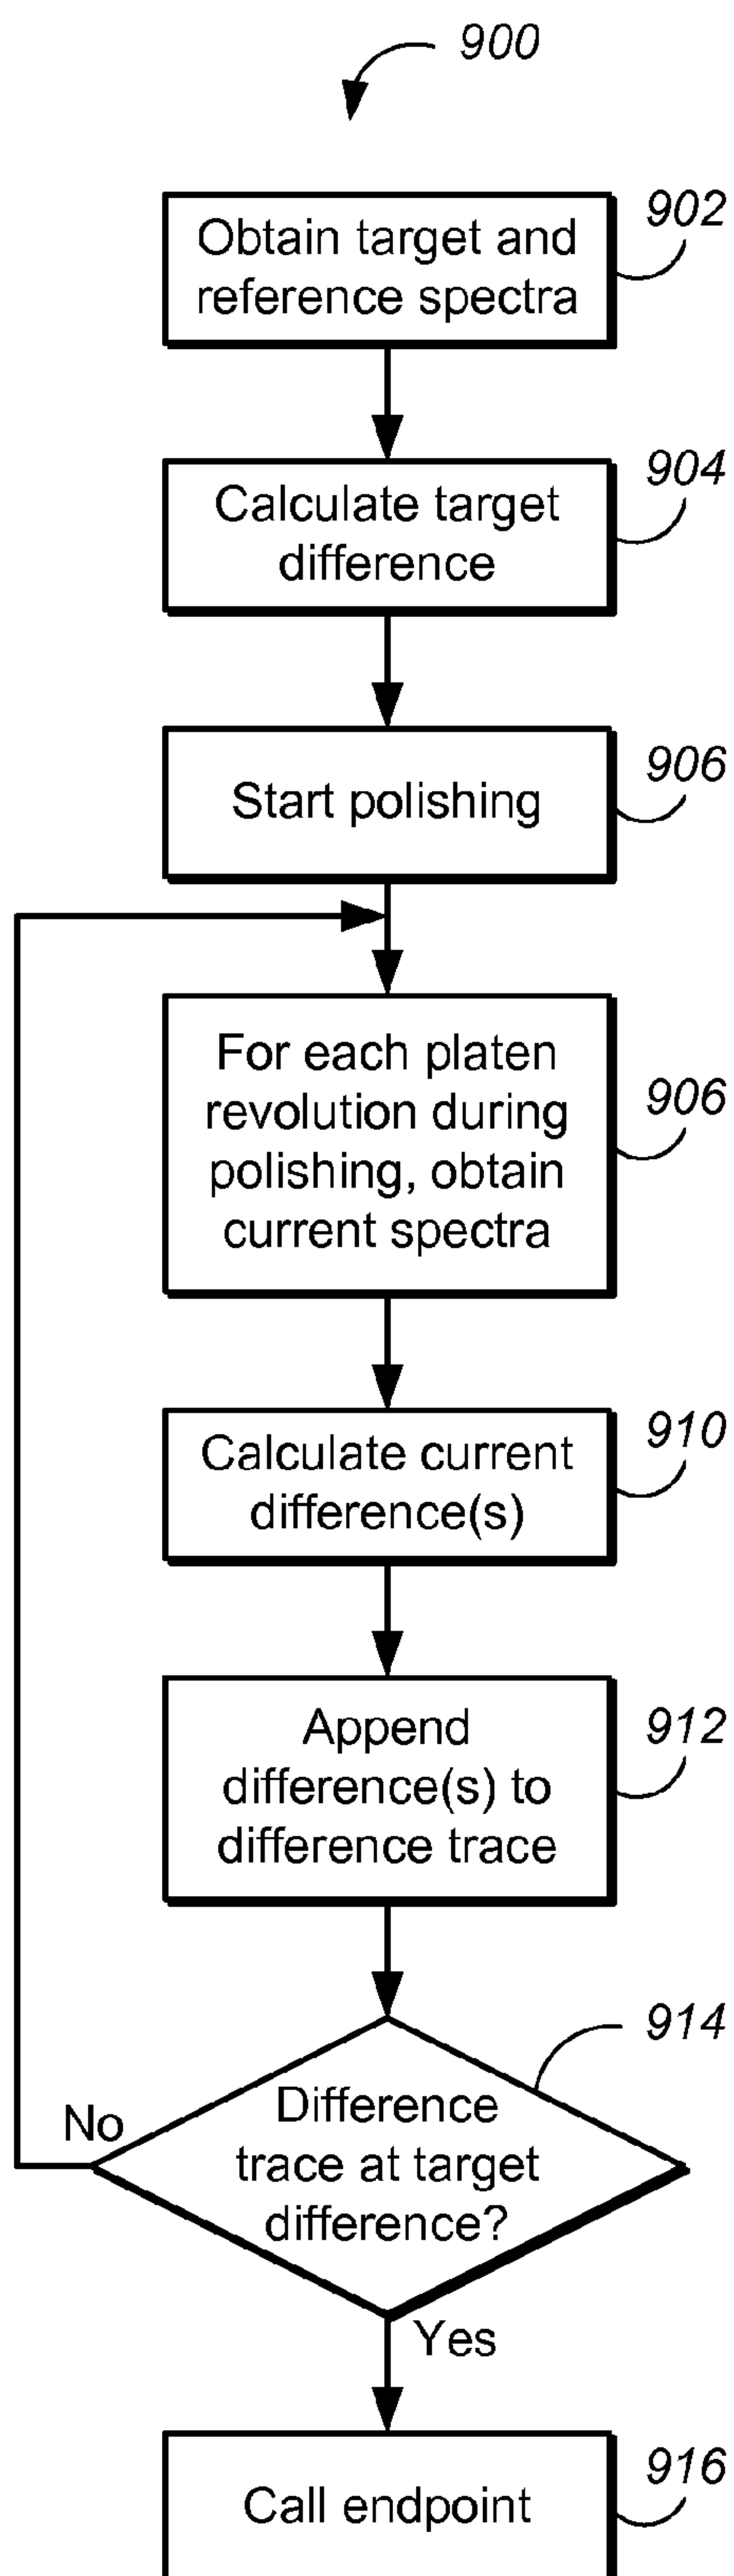 900
902
Obtain target and
reference spectra
904
Calculate target
difference
906
Start polishing
906
For each platen
revolution during
polishing, obtain
current spectra
910
Calculate current
difference(s)
912
Append
difference(s) to
difference trace
914
Difference
trace at target
difference?
No
Yes
916
Call endpoint